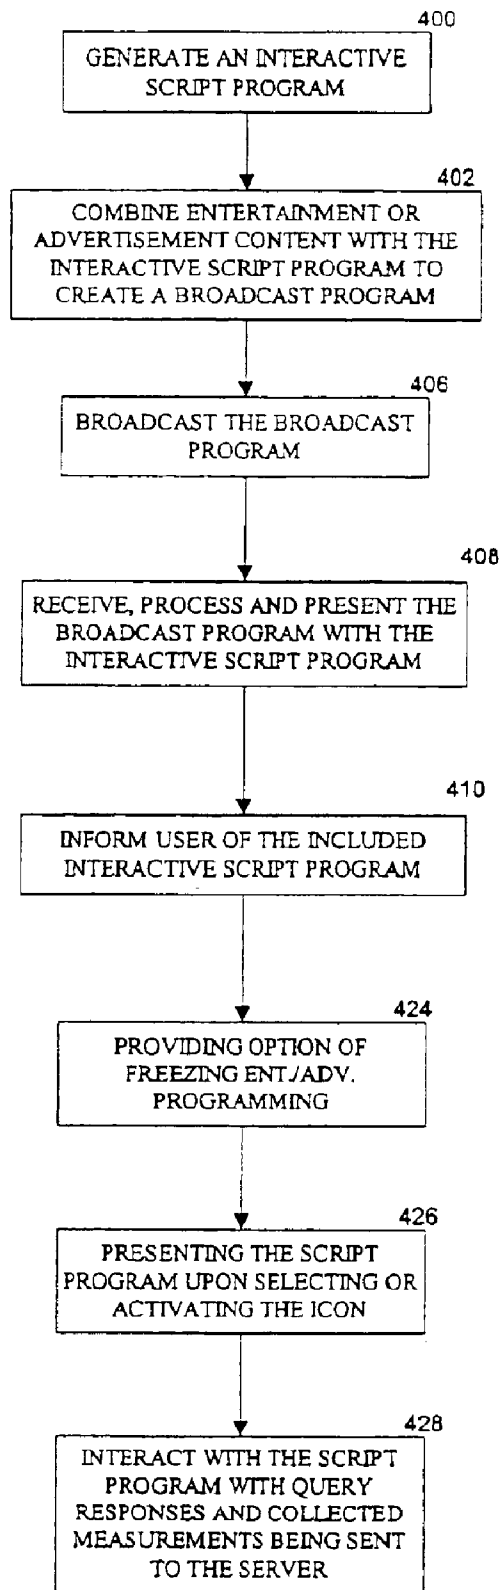 400
GENERATE AN INTERACTIVE
SCRIPT PROGRAM
402
COMBINE ENTERTAINMENT OR
ADVERTISEMENT CONTENT WITH THE
INTERACTIVE SCRIPT PROGRAM TO
CREATE A BROADCAST PROGRAM
406
BROADCAST THE BROADCAST
PROGRAM
408
RECEIVE, PROCESS AND PRESENT THE
BROADCAST PROGRAM WITH THE
INTERACTIVE SCRIPT PROGRAM
410
INFORM USER OF THE INCLUDED
INTERACTIVE SCRIPT PROGRAM
424
PROVIDING OPTION OF
FREEZING ENT./ADV.
PROGRAMMING
426
PRESENTING THE SCRIPT
PROGRAM UPON SELECTING OR
ACTIVATING THE ICON
428
INTERACT WITH THE SCRIPT
PROGRAM WITH QUERY
RESPONSES AND COLLECTED
MEASUREMENTS BEING SENT
TO THE SERVER